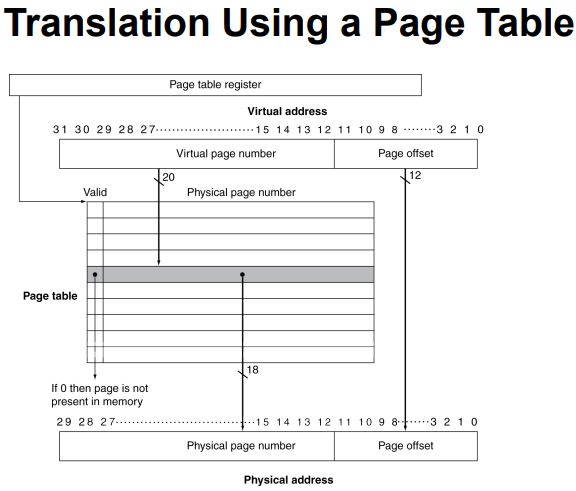 Translation Using a Page Table
Page table register
Virtual address
31 30 29 28 27··························15 14 13 12 11 10 9 8 ········3 2 1 0
Virtual page number Page offset
20 12
Valid Physical page number
Page table
18
If 0 then page is not
present in memory
29 28 27·····································15 14 13 12 11 10 9 8········3 2 1 0
Physical page number Page offset
Physical address